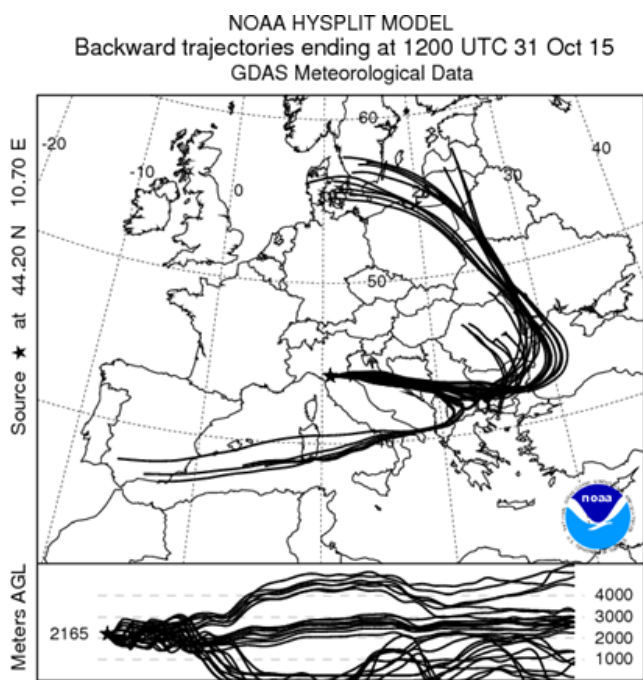 NOAA HYSPLIT MODEL
Backward trajectories ending at 1200 UTC 31 Oct 15
GDAS Meteorological Data
Source ★ at 44.20 N 10.70 E
-20
-10
0
60
30
40
50
noaa
Meters AGL
2165
4000
3000
2000
1000